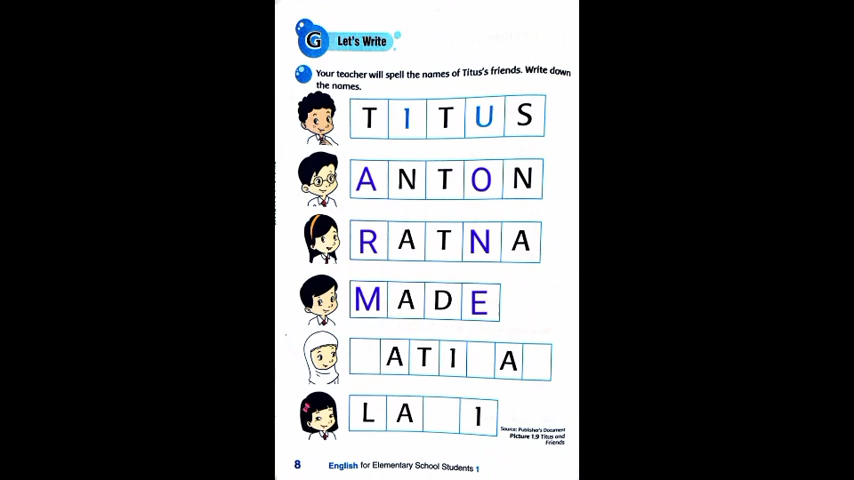 G Let's Write
Your teacher will spell the names of Titus's friends. Write down
the names.
T I T U S
A N T O N
R A T N A
M A D E
A T I A
L A I
Source: Publisher's Document
Picture 1.9 Titus and
Friends
8 English for Elementary School Students 1